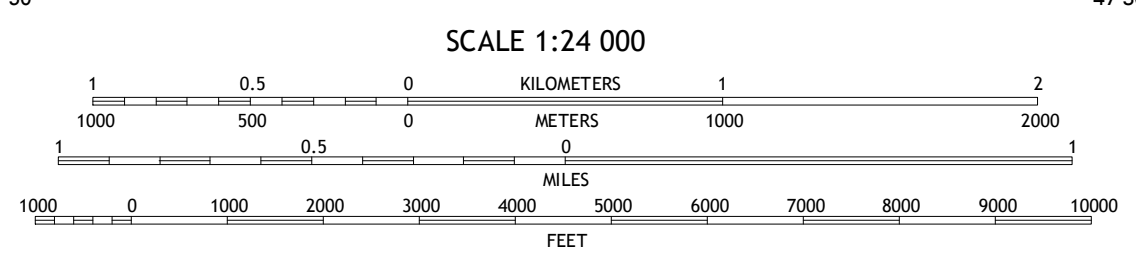 SCALE 1:24 000
1 0.5 0 KILOMETERS 1 2
1000 500 0 METERS 1000 2000
1 0.5 0 1
MILES
1000 0 1000 2000 3000 4000 5000 6000 7000 8000 9000 10000
FEET